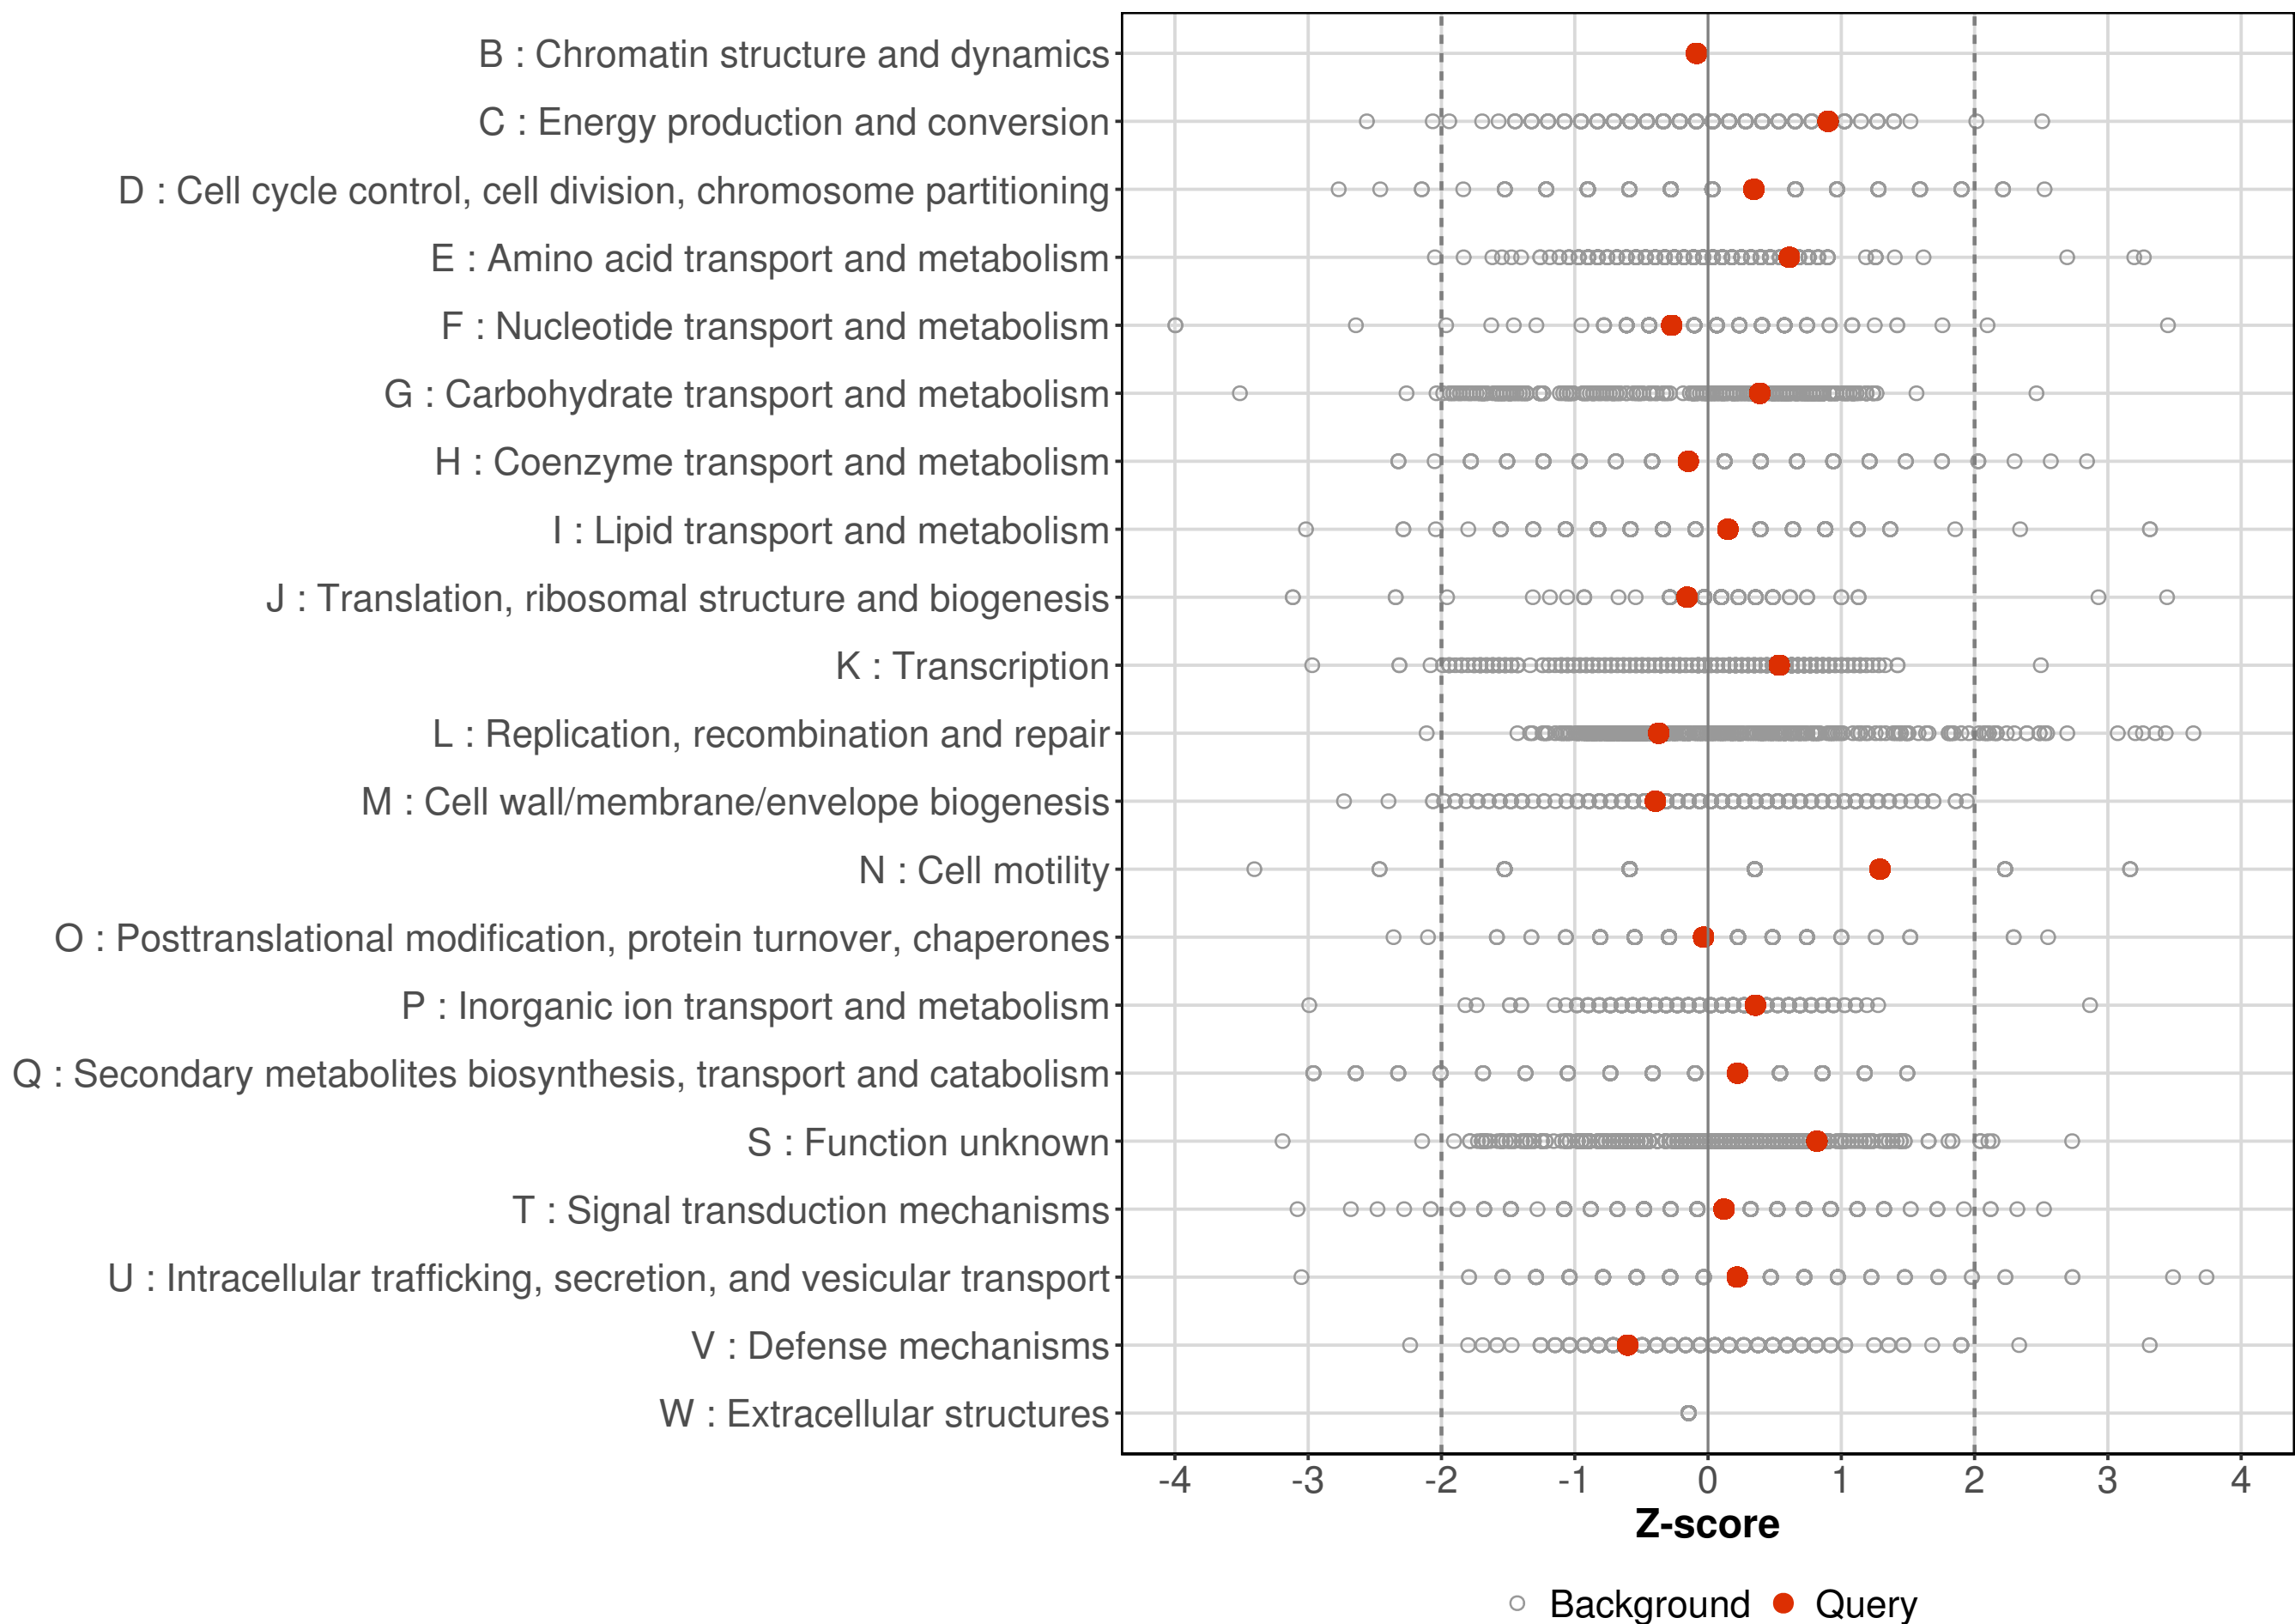 B : Chromatin structure and dynamics
C : Energy production and conversion
D : Cell cycle control, cell division, chromosome partitioning
E : Amino acid transport and metabolism
F : Nucleotide transport and metabolism
G : Carbohydrate transport and metabolism
H : Coenzyme transport and metabolism
I : Lipid transport and metabolism
J : Translation, ribosomal structure and biogenesis
K : Transcription
L : Replication, recombination and repair
M : Cell wall/membrane/envelope biogenesis
N : Cell motility
O : Posttranslational modification, protein turnover, chaperones
P : Inorganic ion transport and metabolism
Q : Secondary metabolites biosynthesis, transport and catabolism
S : Function unknown
T : Signal transduction mechanisms
U : Intracellular trafficking, secretion, and vesicular transport
V : Defense mechanisms
W : Extracellular structures
-4 -3 -2 -1 0 1 2 3 4
Z-score
Background Query